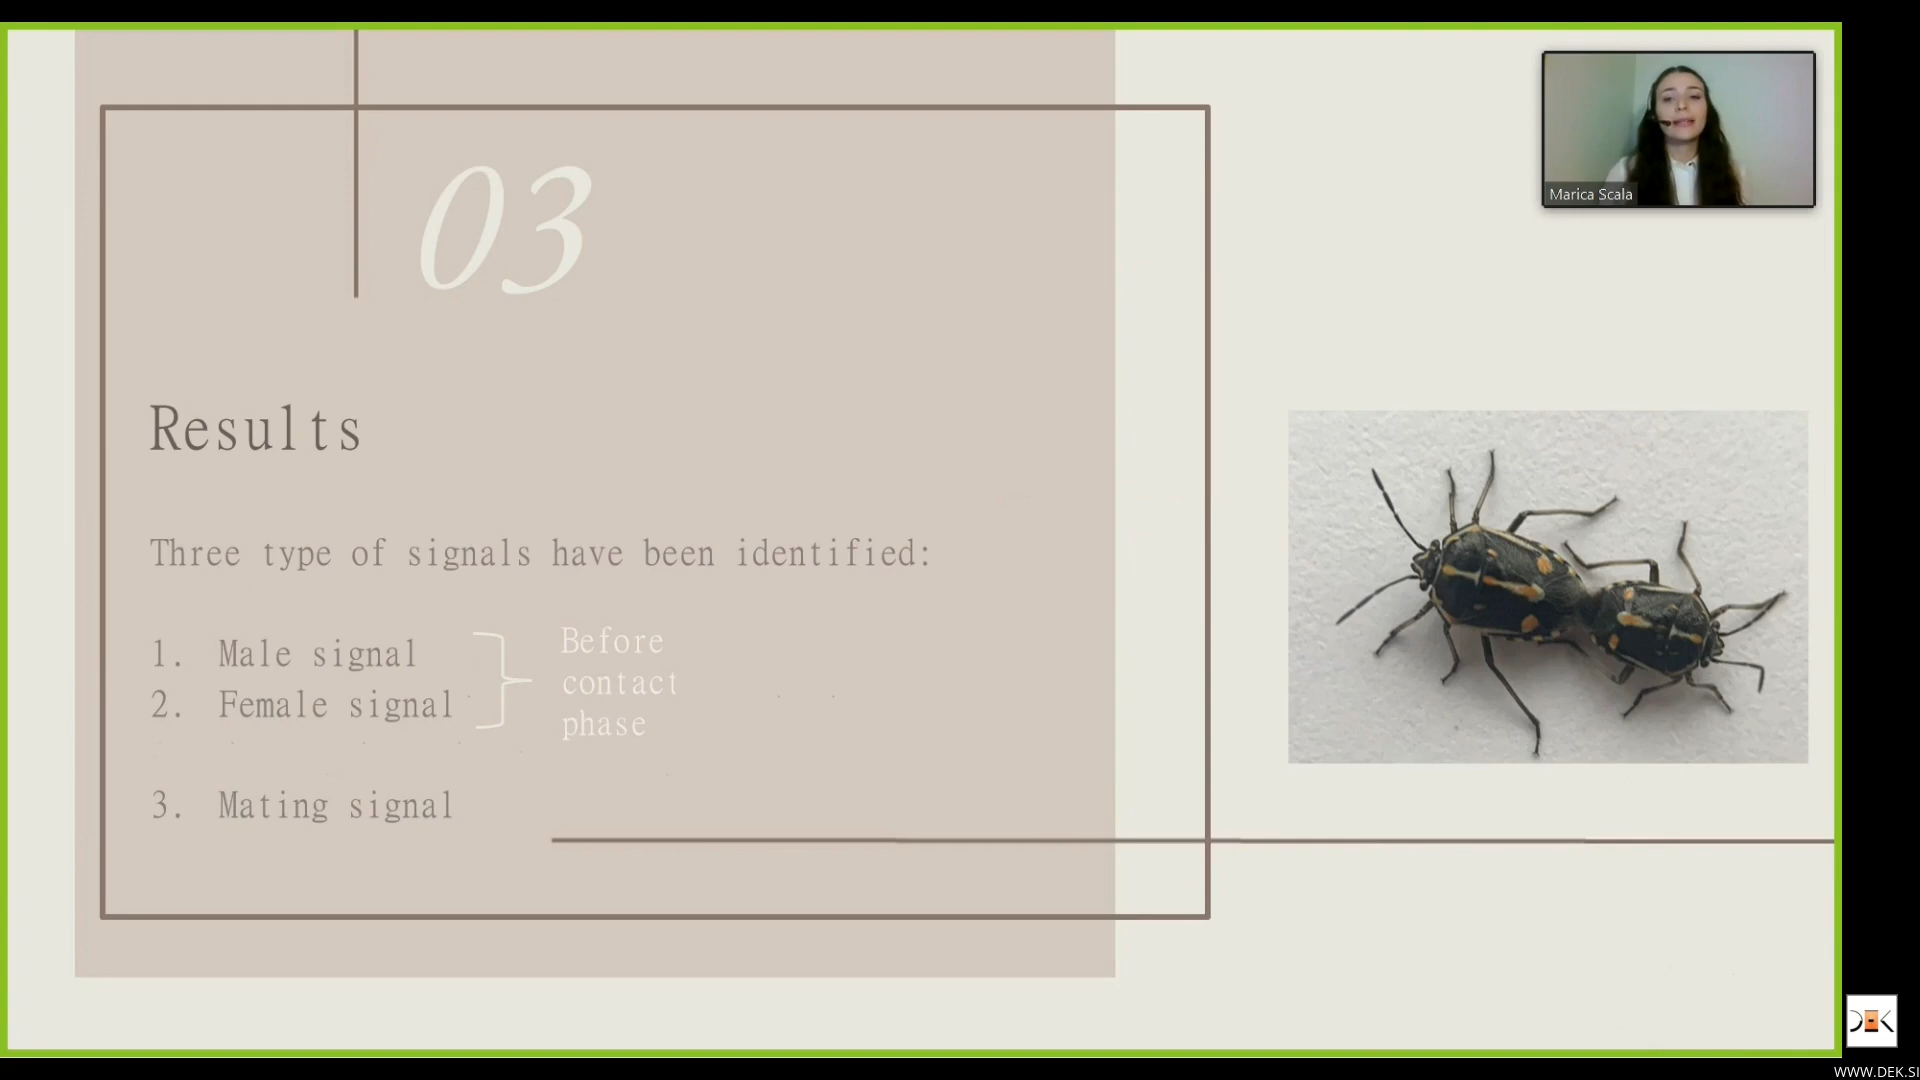 03
Marica Scala
Results
Three type of signals have been identified:
1. Male signal
2. Female signal
Before
contact
phase
3. Mating signal
DEK
WWW.DEK.SI